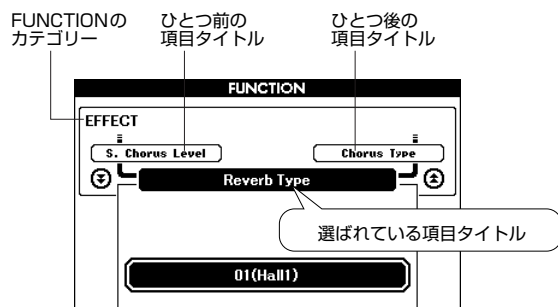 FUNCTIONの
カテゴリー
ひとつ前の
項目タイトル
ひとつ後の
項目タイトル
FUNCTION
EFFECT
S. Chorus Level
Chorus Type
Reverb Type
選ばれている項目タイトル
01(Hall1)